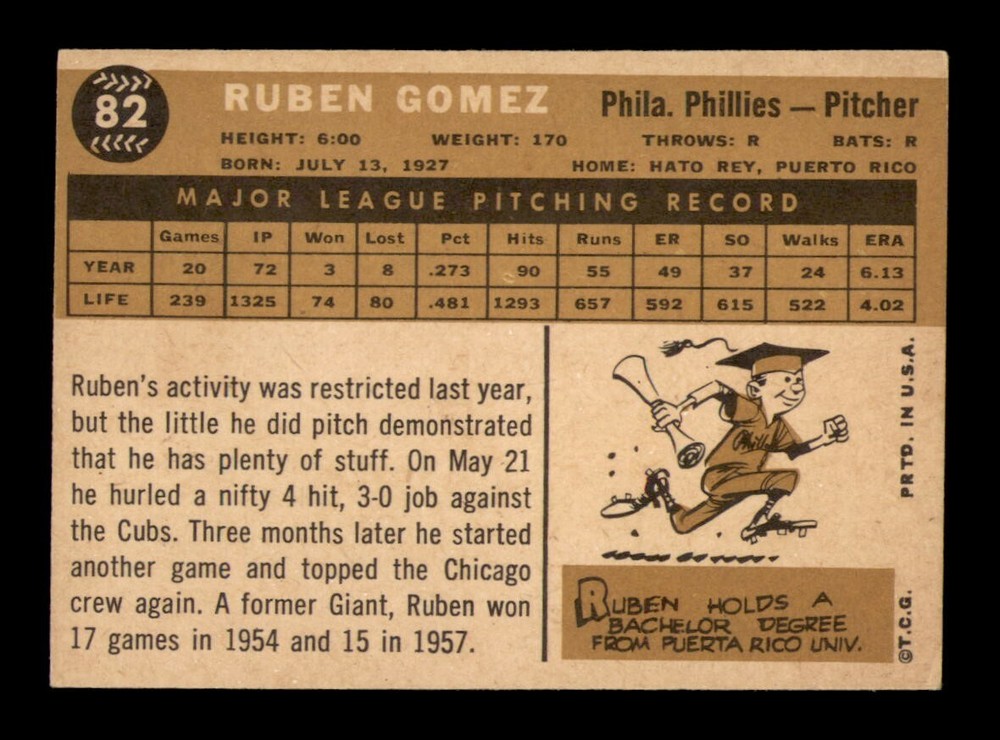 82
RUBEN GOMEZ Phila. Phillies — Pitcher
HEIGHT: 6:00 WEIGHT: 170 THROWS: R BATS: R
BORN: JULY 13, 1927 HOME: HATO REY, PUERTO RICO
MAJOR LEAGUE PITCHING RECORD
Games IP Won Lost Pct Hits Runs ER SO Walks ERA
YEAR 20 72 3 8 .273 90 55 49 37 24 6.13
LIFE 239 1325 74 80 .481 1293 657 592 615 522 4.02
Ruben's activity was restricted last year,
but the little he did pitch demonstrated
that he has plenty of stuff. On May 21
he hurled a nifty 4 hit, 3-0 job against
the Cubs. Three months later he started
another game and topped the Chicago
crew again. A former Giant, Ruben won
17 games in 1954 and 15 in 1957.
Phills
RUBEN HOLDS A
BACHELOR DEGREE
FROM PUERTA RICO UNIV.
©T.C.G. PRTD. IN U.S.A.